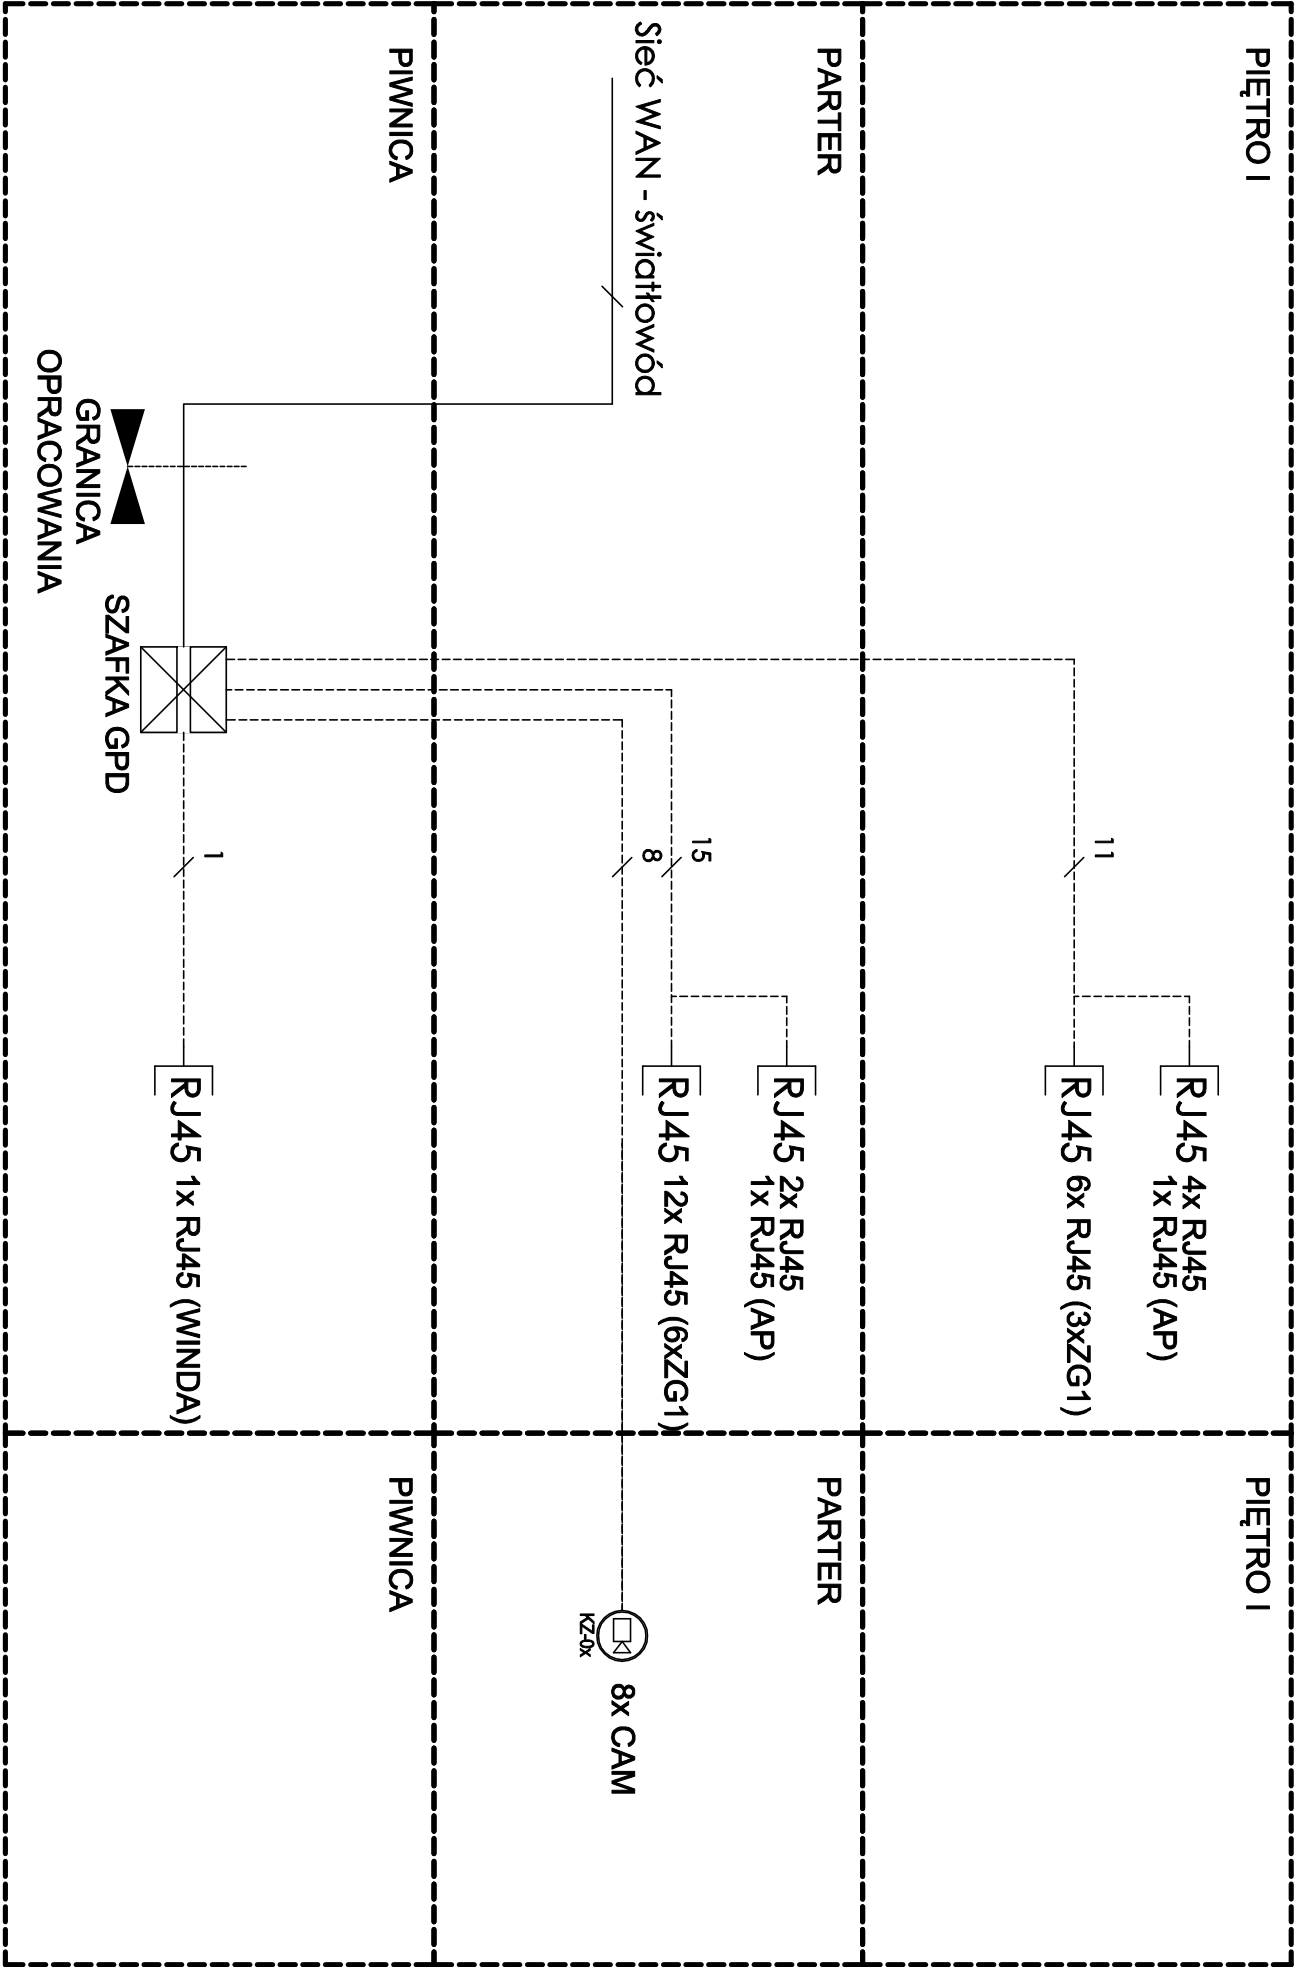 PIĘTRO I
RJ45
4x RJ45
1x RJ45 (AP)
11
RJ45
6x RJ45 (3xZG1)
PIĘTRO I
PARTER
Sieć WAN - światłowód
RJ45
2x RJ45
1x RJ45 (AP)
15
RJ45
12x RJ45 (6xZG1)
8
PARTER
8x CAM
KZ-0x
PIWNICA
1
RJ45
1x RJ45 (WINDA)
SZAFKA GPD
GRANICA
OPRACOWANIA
PIWNICA